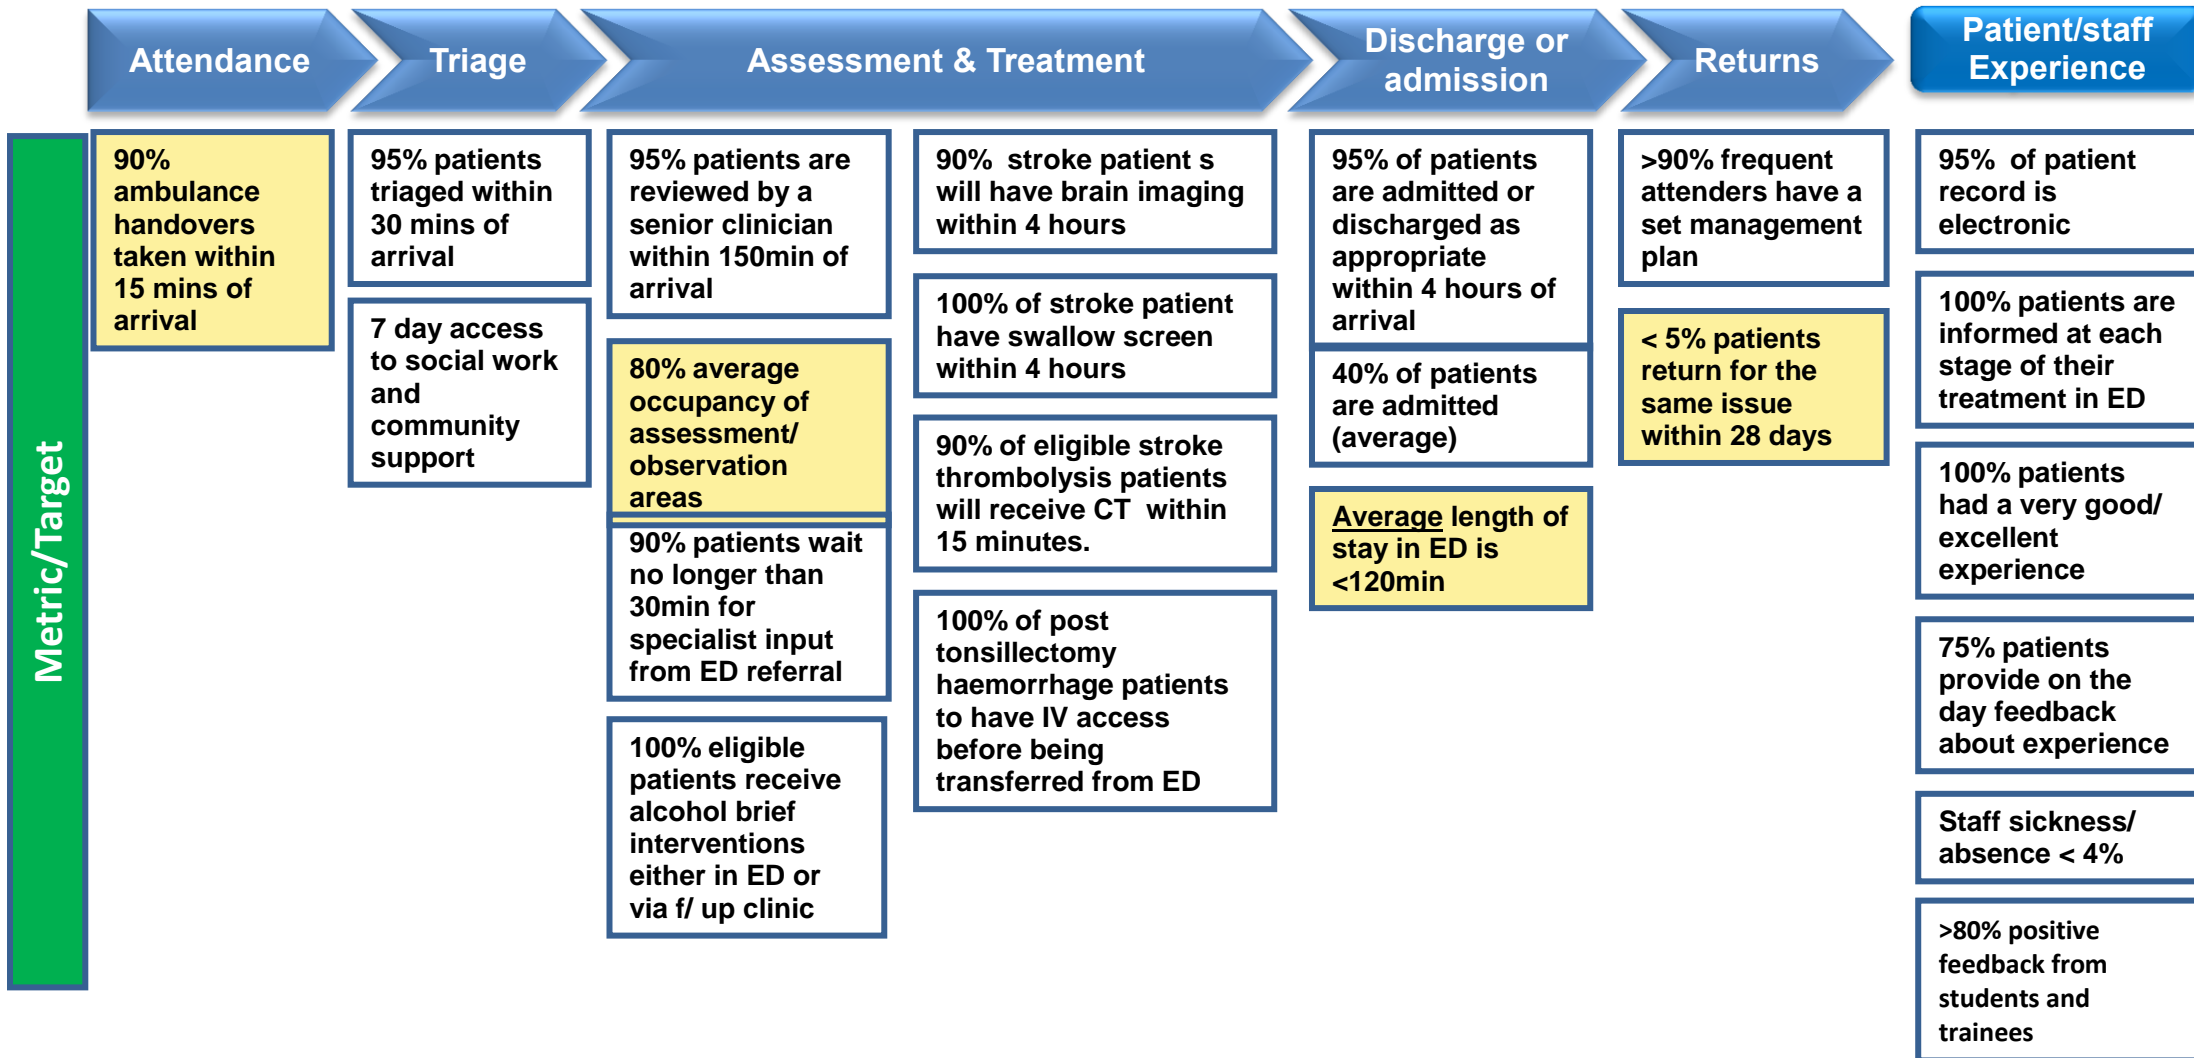 Attendance
Triage
Assessment & Treatment
Discharge or
admission
Returns
Patient/staff
Experience
Metric/Target
90%
ambulance
handovers
taken within
15 mins of
arrival
95% patients
triaged within
30 mins of
arrival
7 day access
to social work
and
community
support
95% patients are
reviewed by a
senior clinician
within 150min of
arrival
80% average
occupancy of
assessment/
observation
areas
90% patients wait
no longer than
30min for
specialist input
from ED referral
100% eligible
patients receive
alcohol brief
interventions
either in ED or
via f/ up clinic
90%  stroke patient s
will have brain imaging
within 4 hours
100% of stroke patient
have swallow screen
within 4 hours
90% of eligible stroke
thrombolysis patients
will receive CT  within
15 minutes.
100% of post
tonsillectomy
haemorrhage patients
to have IV access
before being
transferred from ED
95% of patients
are admitted or
discharged as
appropriate
within 4 hours of
arrival
40% of patients
are admitted
(average)
Average length of
stay in ED is
<120min
>90% frequent
attenders have a
set management
plan
< 5% patients
return for the
same issue
within 28 days
95%  of patient
record is
electronic
100% patients are
informed at each
stage of their
treatment in ED
100% patients
had a very good/
excellent
experience
75% patients
provide on the
day feedback
about experience
Staff sickness/
absence < 4%
>80% positive
feedback from
students and
trainees